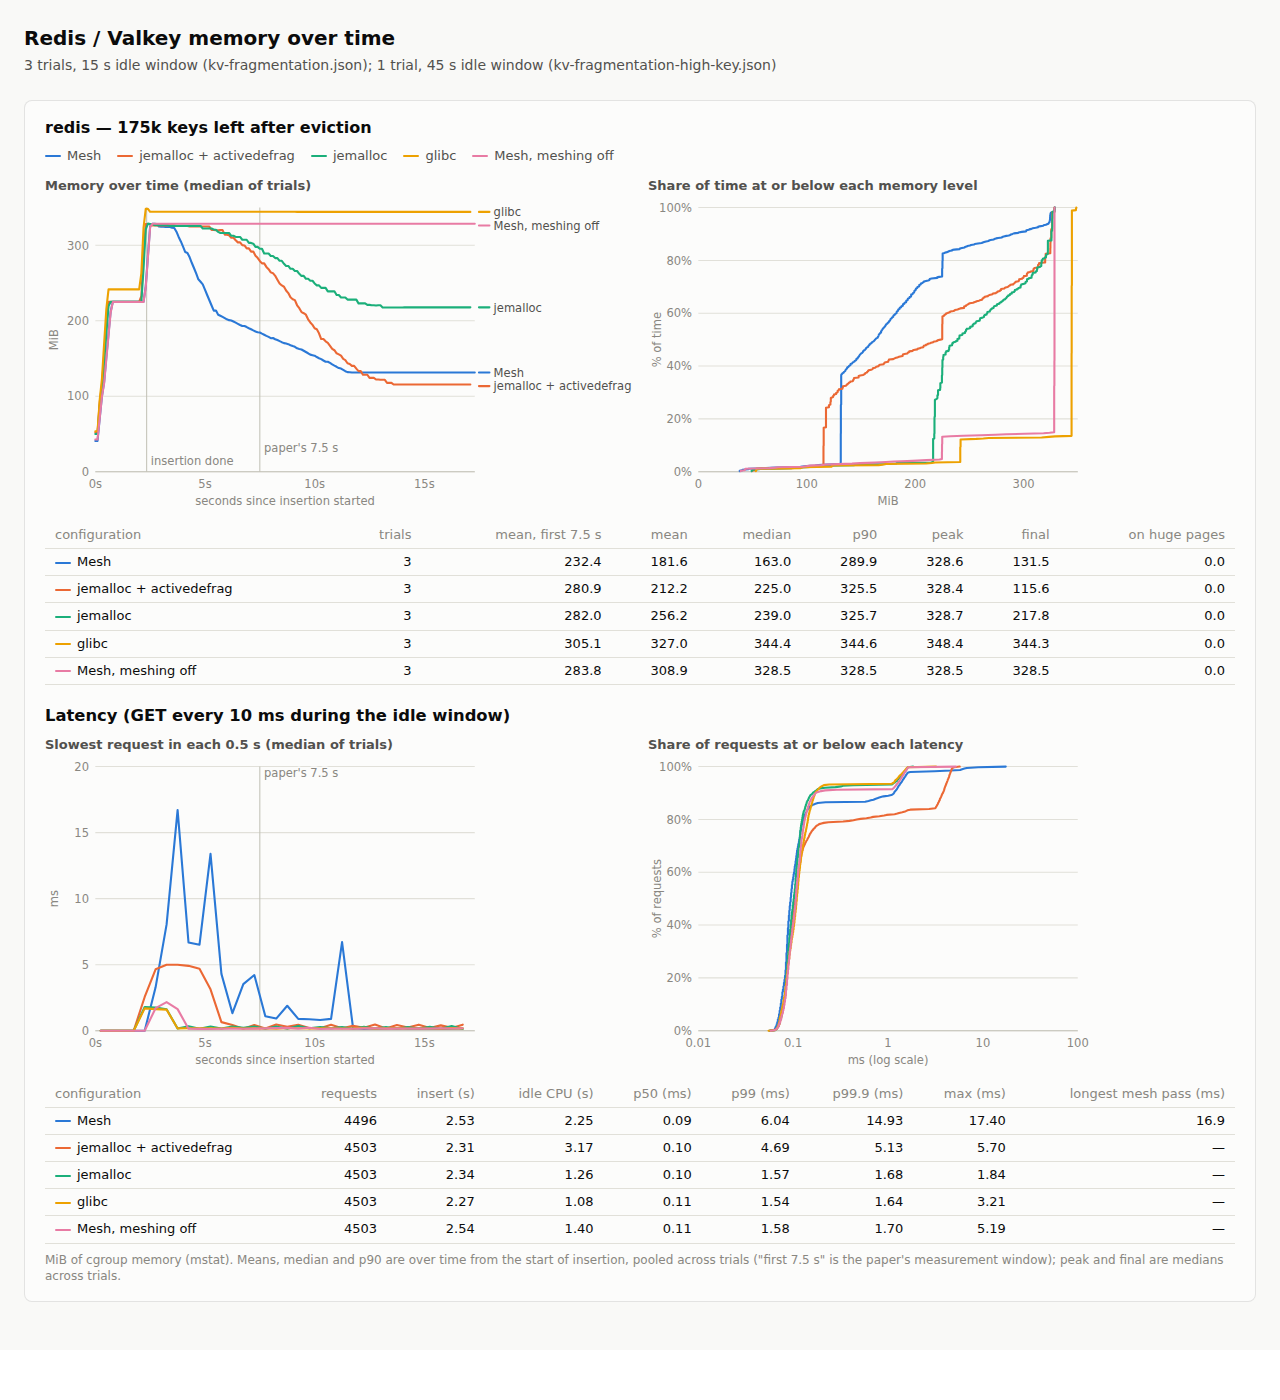 Redis / Valkey memory over time
3 trials, 15 s idle window (kv-fragmentation.json); 1 trial, 45 s idle window (kv-fragmentation-high-key.json)
redis — 175k keys left after eviction
Mesh jemalloc + activedefrag jemalloc glibc Mesh, meshing off
Memory over time (median of trials)
MiB
300
200
100
0
0s 5s 10s 15s
seconds since insertion started
insertion done
paper's 7.5 s
glibc
Mesh, meshing off
jemalloc
Mesh
jemalloc + activedefrag
Share of time at or below each memory level
% of time
100%
80%
60%
40%
20%
0%
0 100 200 300
MiB
configuration trials mean, first 7.5 s mean median p90 peak final on huge pages
Mesh 3 232.4 181.6 163.0 289.9 328.6 131.5 0.0
jemalloc + activedefrag 3 280.9 212.2 225.0 325.5 328.4 115.6 0.0
jemalloc 3 282.0 256.2 239.0 325.7 328.7 217.8 0.0
glibc 3 305.1 327.0 344.4 344.6 348.4 344.3 0.0
Mesh, meshing off 3 283.8 308.9 328.5 328.5 328.5 328.5 0.0
Latency (GET every 10 ms during the idle window)
Slowest request in each 0.5 s (median of trials)
ms
20
15
10
5
0
0s 5s 10s 15s
seconds since insertion started
paper's 7.5 s
Share of requests at or below each latency
% of requests
100%
80%
60%
40%
20%
0%
0.01 0.1 1 10 100
ms (log scale)
configuration requests insert (s) idle CPU (s) p50 (ms) p99 (ms) p99.9 (ms) max (ms) longest mesh pass (ms)
Mesh 4496 2.53 2.25 0.09 6.04 14.93 17.40 16.9
jemalloc + activedefrag 4503 2.31 3.17 0.10 4.69 5.13 5.70 —
jemalloc 4503 2.34 1.26 0.10 1.57 1.68 1.84 —
glibc 4503 2.27 1.08 0.11 1.54 1.64 3.21 —
Mesh, meshing off 4503 2.54 1.40 0.11 1.58 1.70 5.19 —
MiB of cgroup memory (mstat). Means, median and p90 are over time from the start of insertion, pooled across trials ("first 7.5 s" is the paper's measurement window); peak and final are medians
across trials.